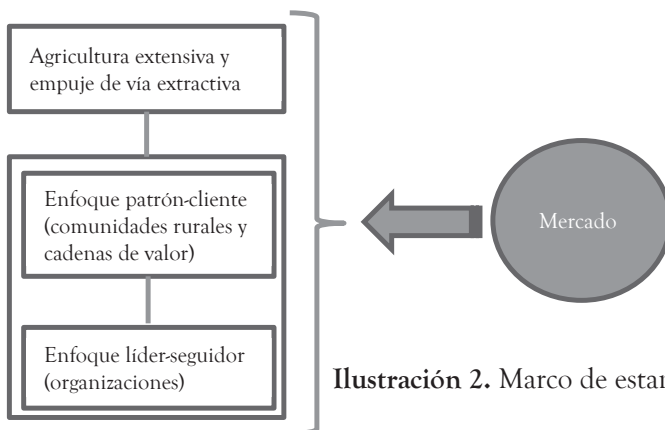 Agricultura extensiva y
empuje de vía extractiva
Enfoque patrón-cliente
(comunidades rurales y
cadenas de valor)
Mercado
Enfoque líder-seguidor
(organizaciones)
Ilustración 2. Marco de